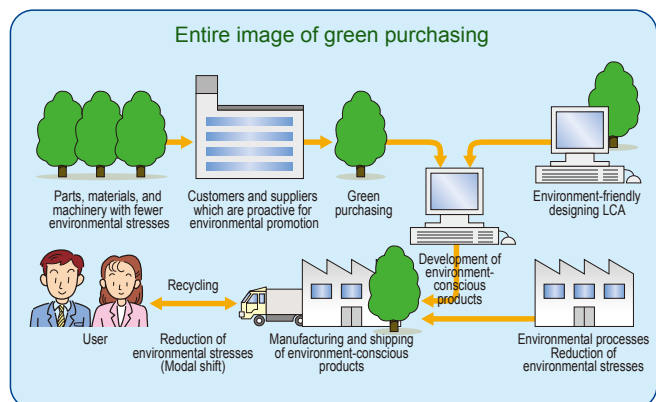 Entire image of green purchasing
Parts, materials, and
machinery with fewer
environmental stresses
Customers and suppliers
which are proactive for
environmental promotion
Green
purchasing
Environment-friendly
designing LCA
Development of
environment-
conscious
products
Recycling
User
Reduction of
environmental stresses
(Modal shift)
Manufacturing and shipping
of environment-conscious
products
Environmental processes
Reduction of
environmental stresses